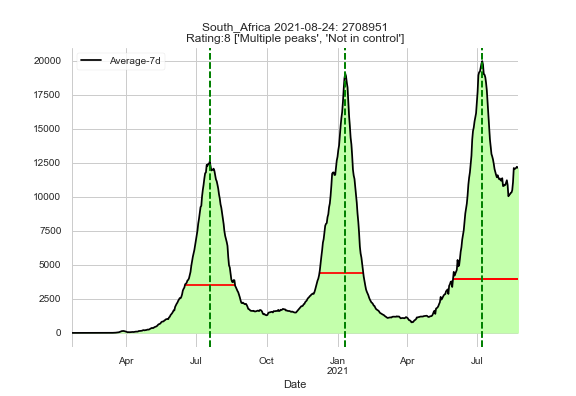 South_Africa 2021-08-24: 2708951
Rating:8 ['Multiple peaks', 'Not in control']
Average-7d
20000
17500
15000
12500
10000
7500
5000
2500
0
Apr Jul Oct Jan Apr Jul
2021
Date